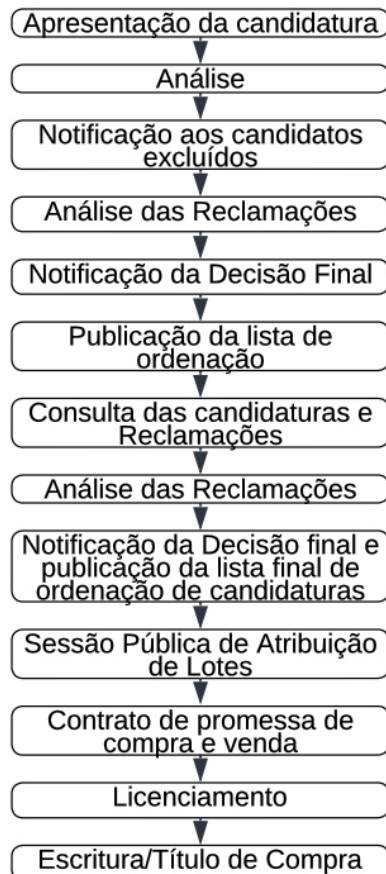 Apresentação da candidatura
Análise
Notificação aos candidatos
excluídos
Análise das Reclamações
Notificação da Decisão Final
Publicação da lista de
ordenação
Consulta das candidaturas e
Reclamações
Análise das Reclamações
Notificação da Decisão final e
publicação da lista final de
ordenação de candidaturas
Sessão Pública de Atribuição
de Lotes
Contrato de promessa de
compra e venda
Licenciamento
Escritura/Título de Compra